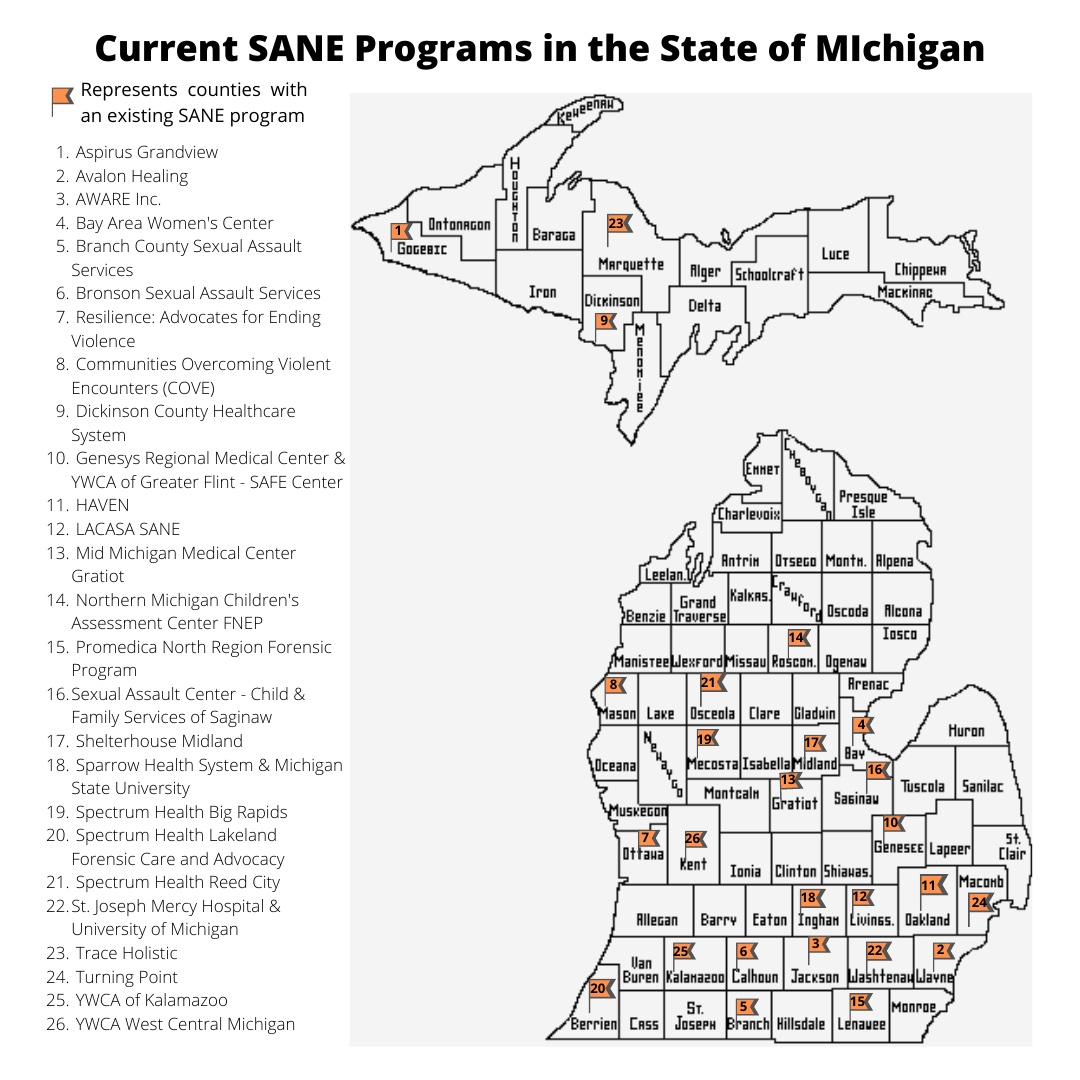 Current SANE Programs in the State of MIchigan
Represents counties with
an existing SANE program
1. Aspirus Grandview
2. Avalon Healing
3. AWARE Inc.
4. Bay Area Women's Center
5. Branch County Sexual Assault
Services
6. Bronson Sexual Assault Services
7. Resilience: Advocates for Ending
Violence
8. Communities Overcoming Violent
Encounters (COVE)
9. Dickinson County Healthcare
System
10. Genesys Regional Medical Center &
YWCA of Greater Flint - SAFE Center
11. HAVEN
12. LACASA SANE
13. Mid Michigan Medical Center
Gratiot
14. Northern Michigan Children's
Assessment Center FNEP
15. Promedica North Region Forensic
Program
16. Sexual Assault Center - Child &
Family Services of Saginaw
17. Shelterhouse Midland
18. Sparrow Health System & Michigan
State University
19. Spectrum Health Big Rapids
20. Spectrum Health Lakeland
Forensic Care and Advocacy
21. Spectrum Health Reed City
22. St. Joseph Mercy Hospital &
University of Michigan
23. Trace Holistic
24. Turning Point
25. YWCA of Kalamazoo
26. YWCA West Central Michigan
Keweenaw
Houghton
Ontonagon
1
Gogebic
Baraga
23
Marquette
Iron
Dickinson
9
Menominee
Alger
Delta
Schoolcraft
Luce
Chippewa
Mackinac
Emmet
Cheboygan
Presque
Isle
Charlevoix
Antrim
Otsego
Montm.
Alpena
Leelan.
Benzie
Grand
Traverse
Kalkas.
Crawford
Oscoda
Alcona
Manistee
Wexford
Missau
14
Roscom.
Ogemaw
Iosco
8
Mason
Lake
21
Osceola
Clare
Gladwin
Arenac
Oceana
Newaygo
19
Mecosta
Isabella
17
Midland
4
Bay
Huron
Muskegon
Montcalm
13
Gratiot
16
Saginaw
Tuscola
Sanilac
7
Ottawa
26
Kent
Ionia
Clinton
Shiawas.
10
Genesee
Lapeer
St.
Clair
Allegan
Barry
Eaton
18
Ingham
12
Livings.
11
Oakland
Macomb
24
Van
Buren
25
Kalamazoo
6
Calhoun
3
Jackson
22
Washtenaw
2
Wayne
20
Berrien
Cass
St.
Joseph
5
Branch
Hillsdale
15
Lenawee
Monroe